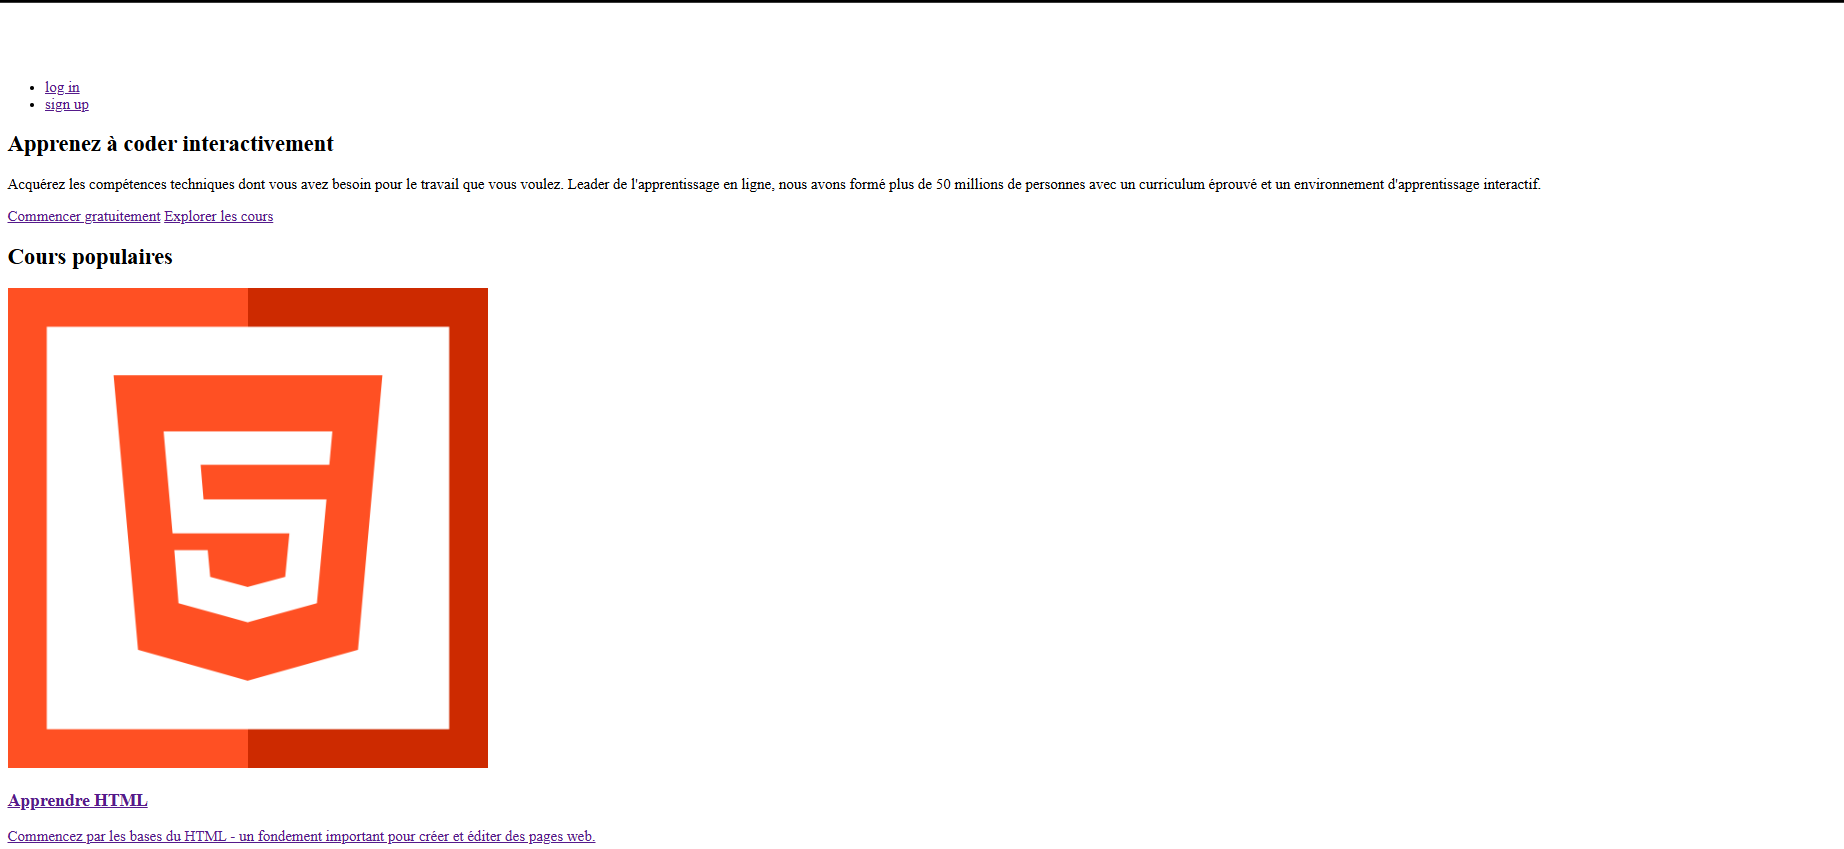 log in
sign up
Apprenez à coder interactivement
Acquérez les compétences techniques dont vous avez besoin pour le travail que vous voulez. Leader de l'apprentissage en ligne, nous avons formé plus de 50 millions de personnes avec un curriculum éprouvé et un environnement d'apprentissage interactif.
Commencer gratuitement Explorer les cours
Cours populaires
5
Apprendre HTML
Commencez par les bases du HTML - un fondement important pour créer et éditer des pages web.